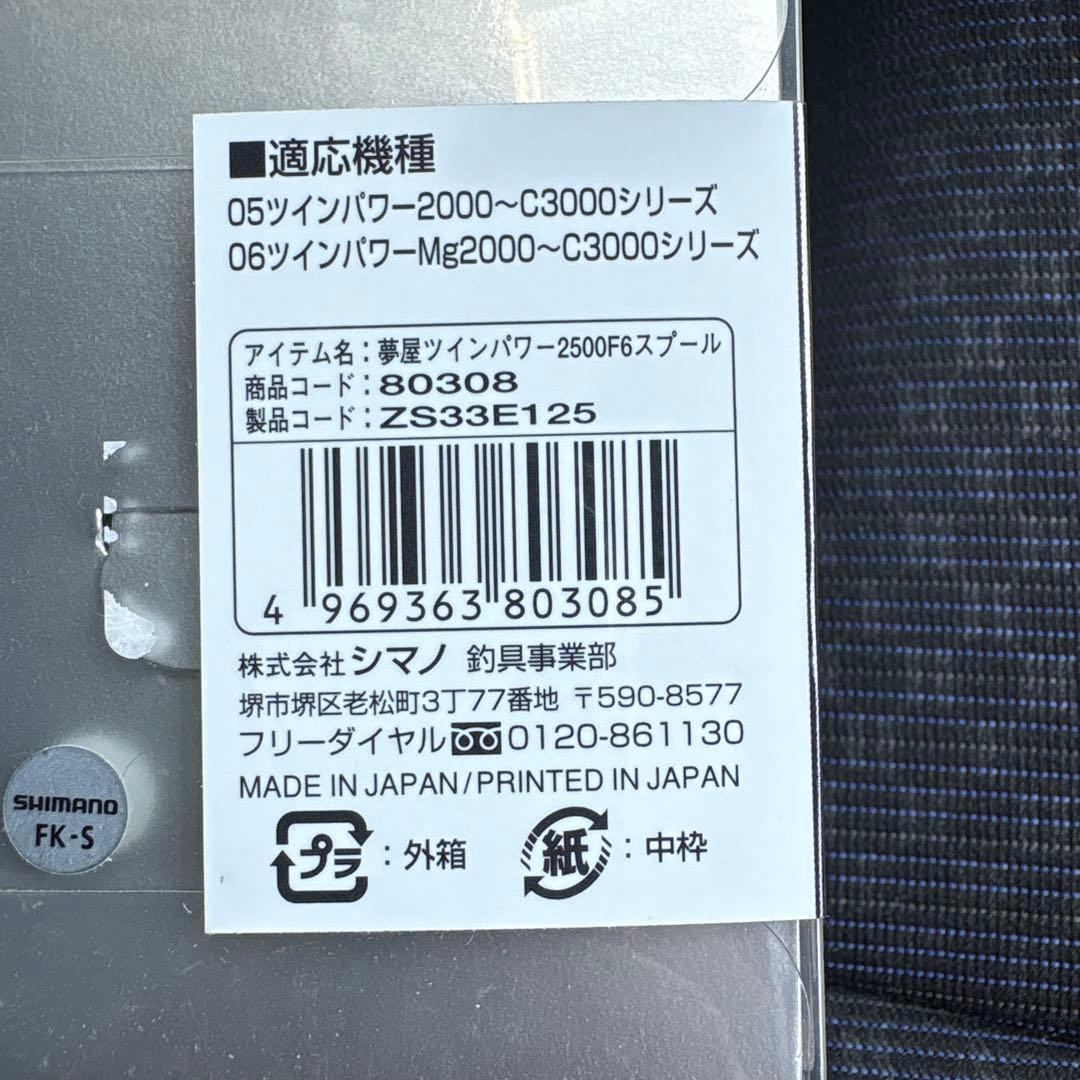 ■適応機種
05ツインパワー2000～C3000シリーズ
06ツインパワーMg2000～C3000シリーズ
アイテム名：夢屋ツインパワー2500F6スプール
商品コード：80308
製品コード：ZS33E125
4 969363 803085
株式会社シマノ 釣具事業部
堺市堺区老松町3丁77番地 〒590-8577
フリーダイヤル 0120-861130
MADE IN JAPAN/PRINTED IN JAPAN
プラ：外箱 紙：中枠
SHIMANO
FK-S